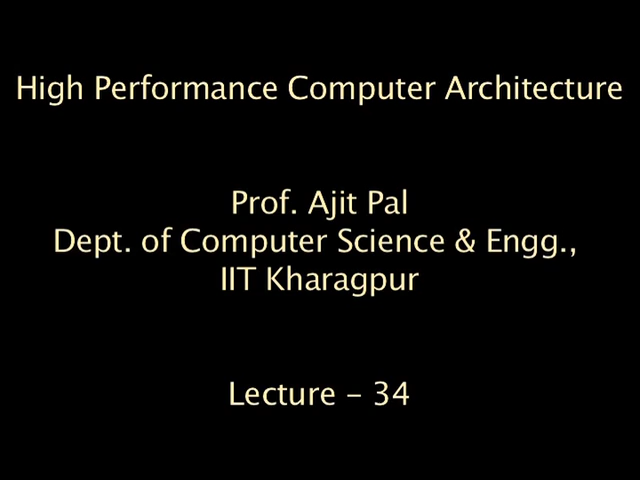 High Performance Computer Architecture
Prof. Ajit Pal
Dept. of Computer Science & Engg.,
IIT Kharagpur
Lecture – 34